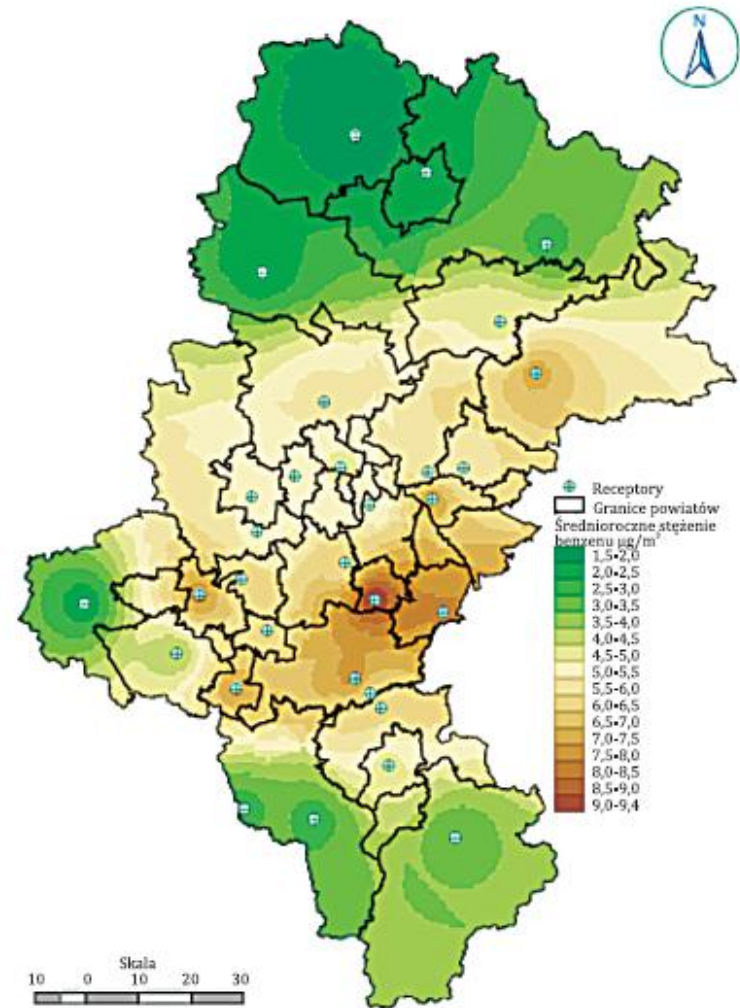 N
Receptory
Granice powiatów
Średnioroczne stężenie
benzenu µg/m³
1,5•2,0
2,0•2,5
2,5•3,0
3,0•3,5
3,5•4,0
4,0•4,5
4,5-5,0
5,0•5,5
5,5-6,0
6,0•6,5
6,5•7,0
7,0-7,5
7,5•8,0
8,0-8,5
8,5•9,0
9,0-9,4
Skala
10 0 10 20 30